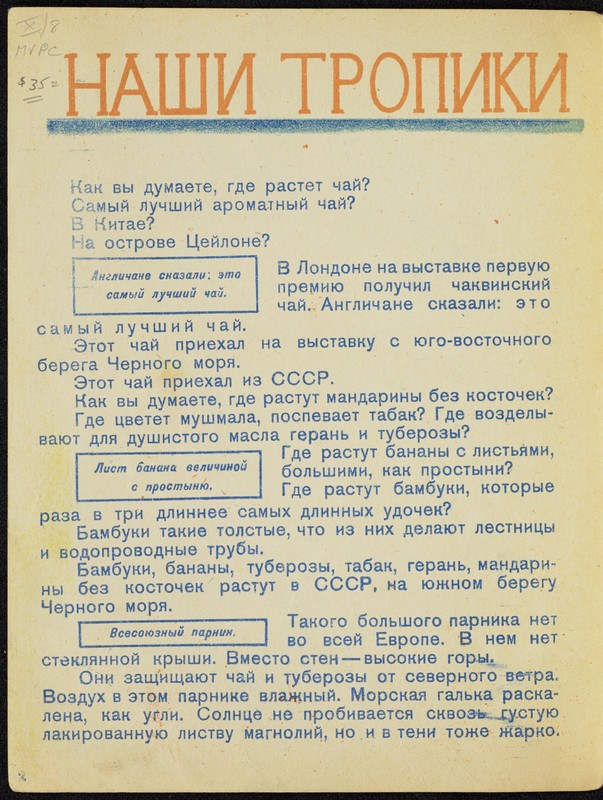 X/8
MVPC
$35=
НАШИ ТРОПИКИ
Как вы думаете, где растет чай?
Самый лучший ароматный чай?
В Китае?
На острове Цейлоне?
Англичане сказали: это
самый лучший чай.
В Лондоне на выставке первую
премию получил чаквинский
чай. Англичане сказали: это
самый лучший чай.
Этот чай приехал на выставку с юго-восточного
берега Черного моря.
Этот чай приехал из СССР.
Как вы думаете, где растут мандарины без косточек?
Где цветет мушмала, поспевает табак? Где возделы-
вают для душистого масла герань и туберозы?
Лист банана величиной
с простыню.
Где растут бананы с листьями,
большими, как простыни?
Где растут бамбуки, которые
раза в три длиннее самых длинных удочек?
Бамбуки такие толстые, что из них делают лестницы
и водопроводные трубы.
Бамбуки, бананы, туберозы, табак, герань, мандари-
ны без косточек растут в СССР, на южном берегу
Черного моря.
Всесоюзный парник.
Такого большого парника нет
во всей Европе. В нем нет
стеклянной крыши. Вместо стен — высокие горы.
Они защищают чай и туберозы от северного ветра.
Воздух в этом парнике влажный. Морская галька раска-
лена, как угли. Солнце не пробивается сквозь густую
лакированную листву магнолий, но и в тени тоже жарко.
2